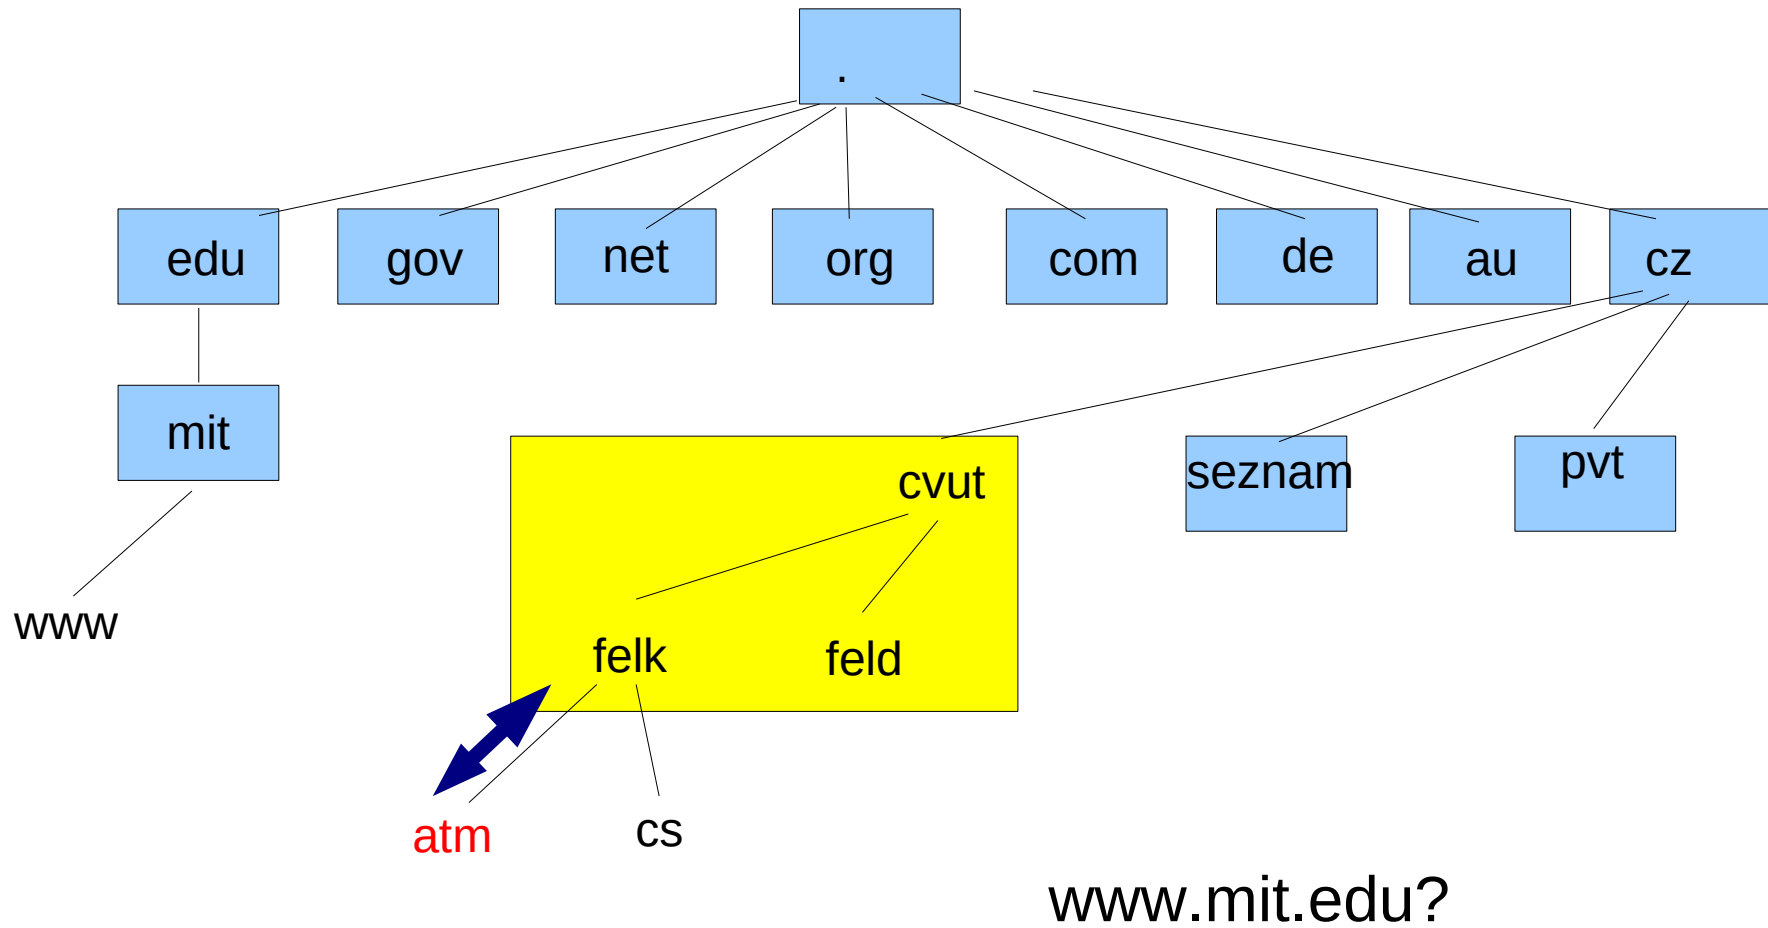 .
edu
gov
net
org
com
de
au
cz
mit
cvut
seznam
pvt
www
felk
feld
atm
cs
www.mit.edu?